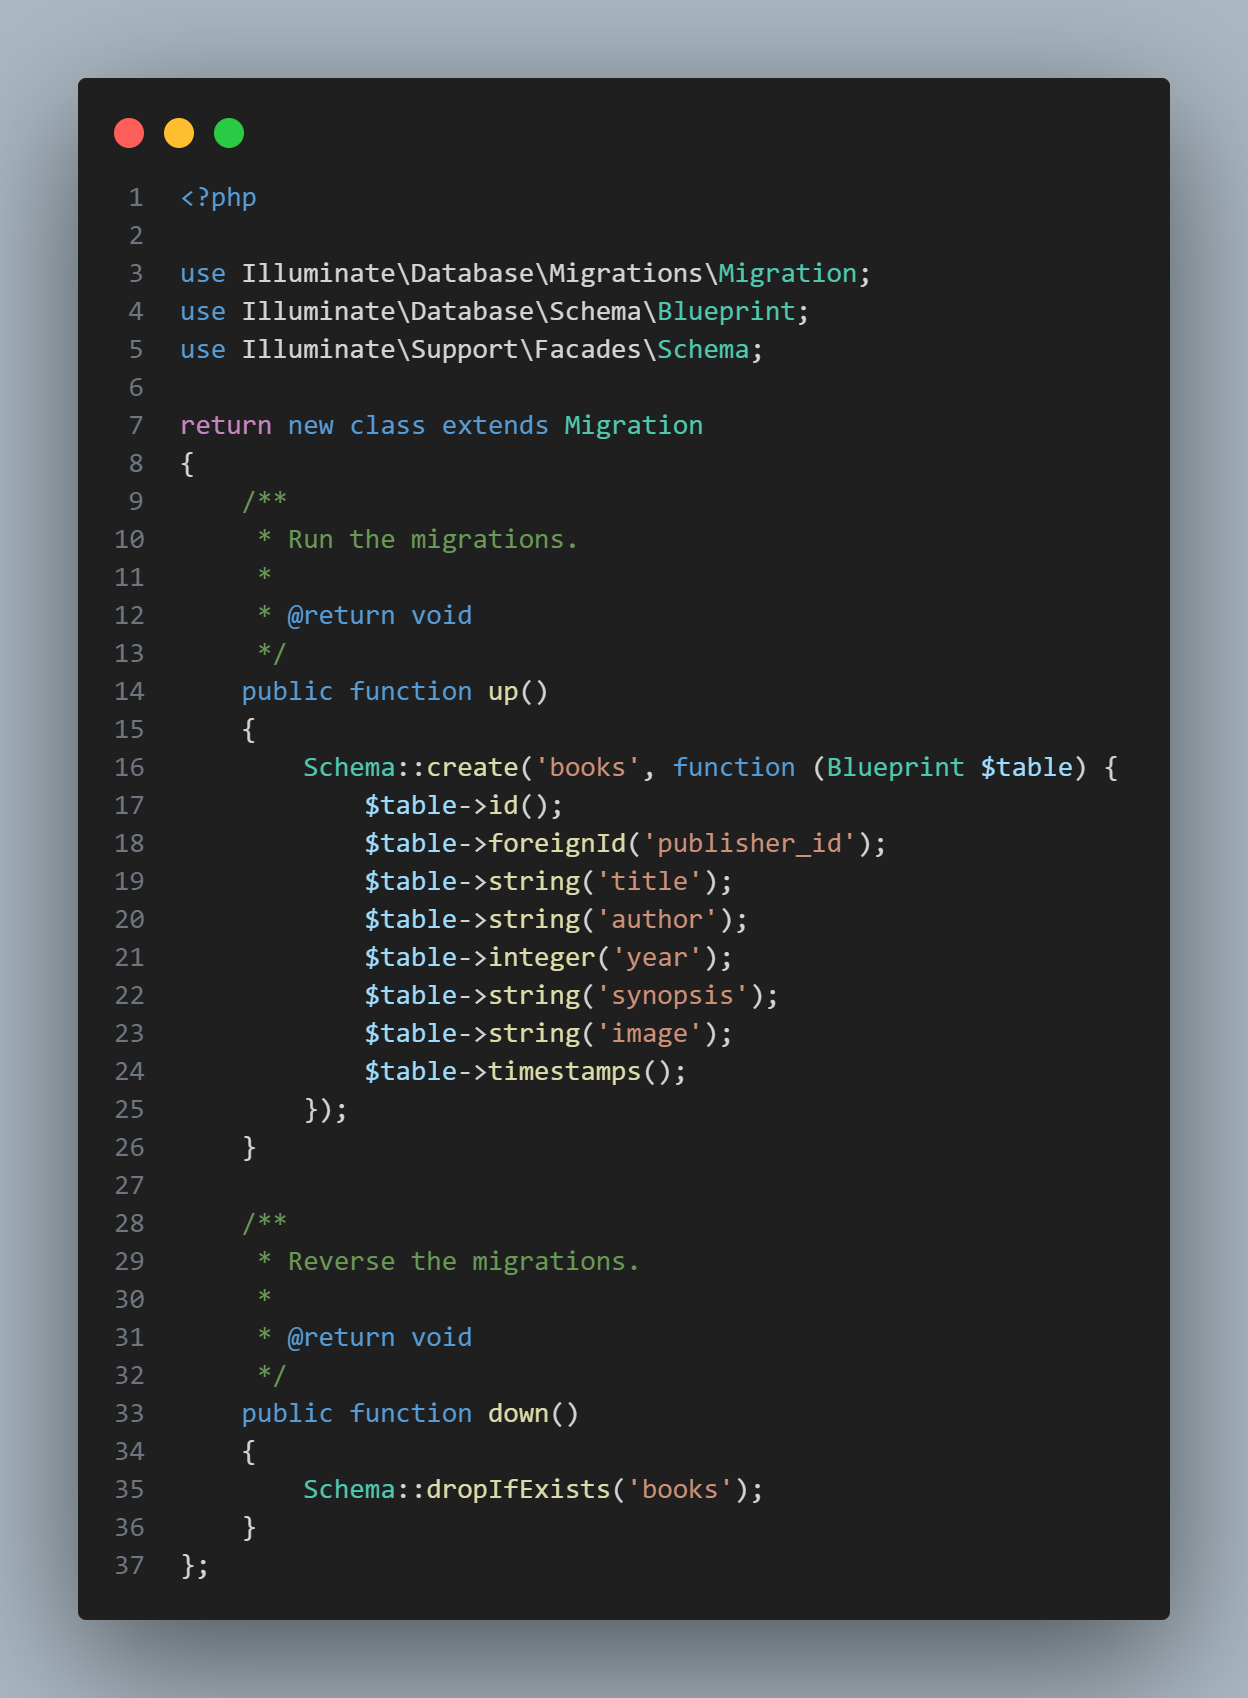 1 <?php
2
3 use Illuminate\Database\Migrations\Migration;
4 use Illuminate\Database\Schema\Blueprint;
5 use Illuminate\Support\Facades\Schema;
6
7 return new class extends Migration
8 {
9     /**
10      * Run the migrations.
11      *
12      * @return void
13      */
14     public function up()
15     {
16         Schema::create('books', function (Blueprint $table) {
17             $table->id();
18             $table->foreignId('publisher_id');
19             $table->string('title');
20             $table->string('author');
21             $table->integer('year');
22             $table->string('synopsis');
23             $table->string('image');
24             $table->timestamps();
25         });
26     }
27
28     /**
29      * Reverse the migrations.
30      *
31      * @return void
32      */
33     public function down()
34     {
35         Schema::dropIfExists('books');
36     }
37 };